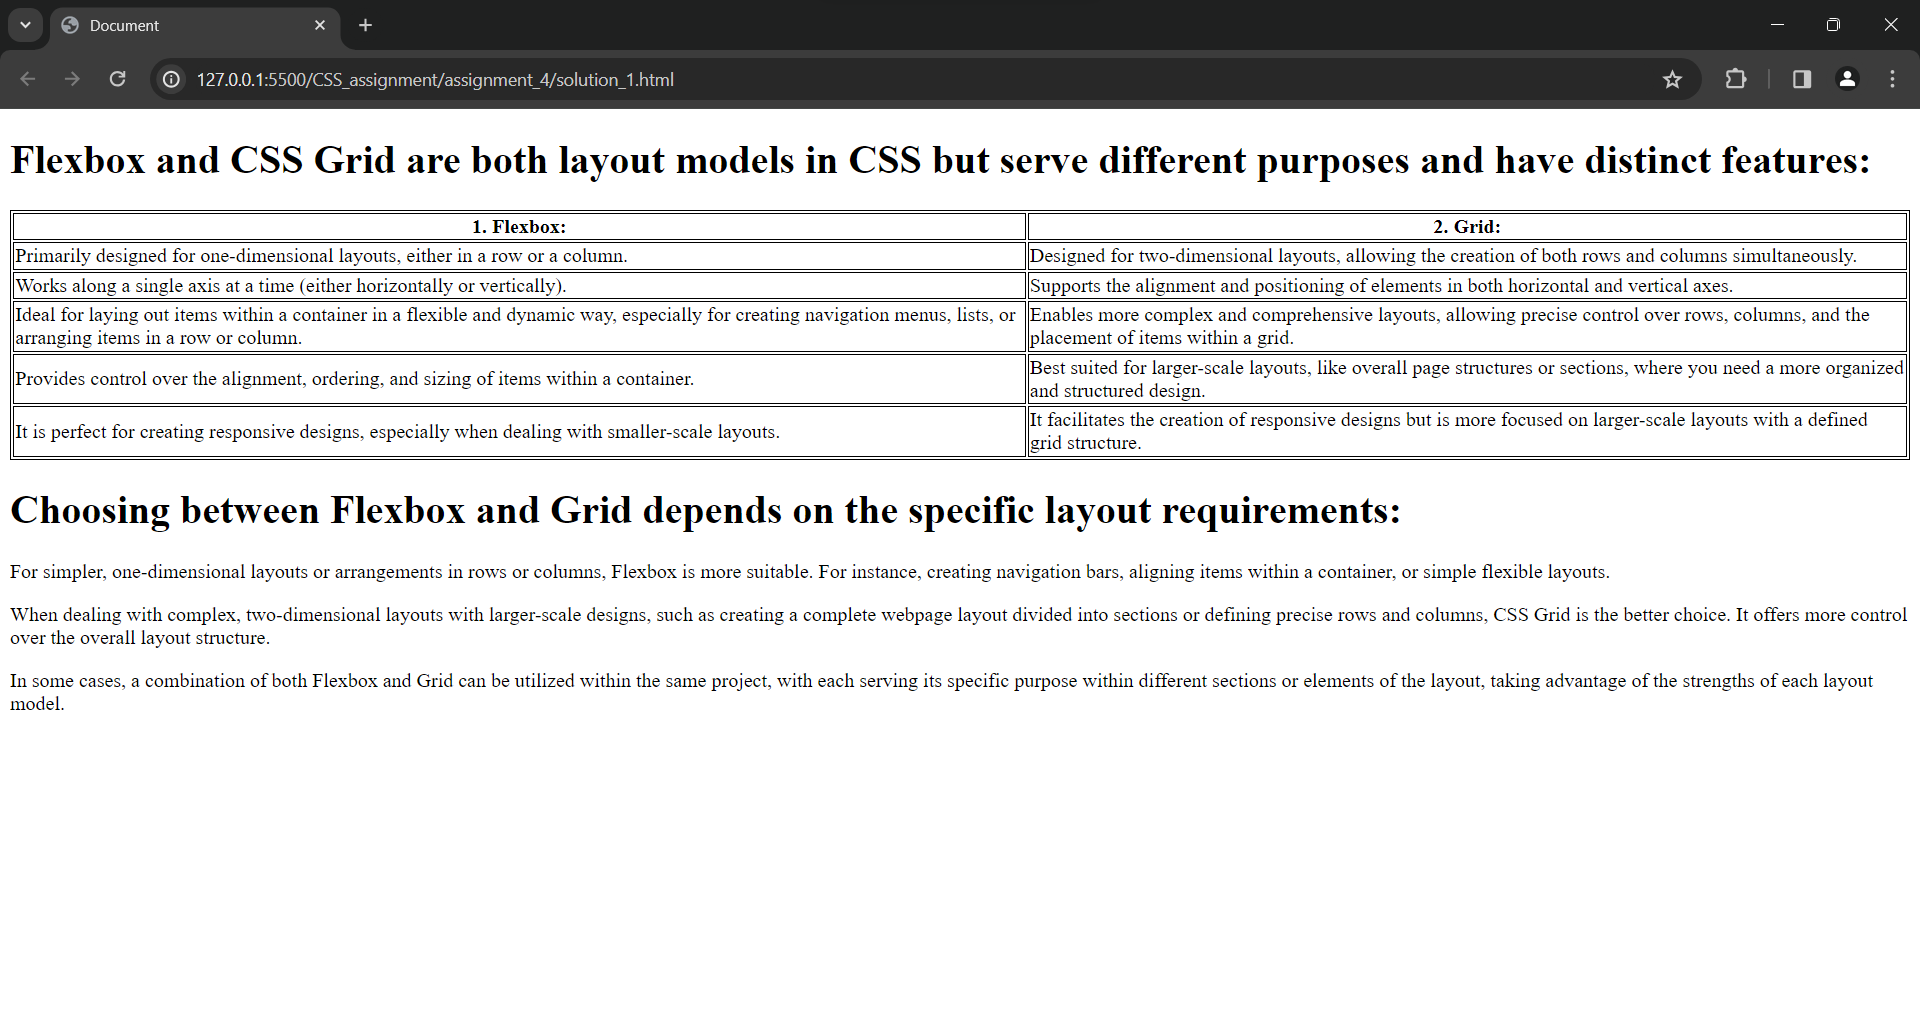 Document
127.0.0.1:5500/CSS_assignment/assignment_4/solution_1.html
Flexbox and CSS Grid are both layout models in CSS but serve different purposes and have distinct features:
1. Flexbox:
2. Grid:
Primarily designed for one-dimensional layouts, either in a row or a column.
Designed for two-dimensional layouts, allowing the creation of both rows and columns simultaneously.
Works along a single axis at a time (either horizontally or vertically).
Supports the alignment and positioning of elements in both horizontal and vertical axes.
Ideal for laying out items within a container in a flexible and dynamic way, especially for creating navigation menus, lists, or
arranging items in a row or column.
Enables more complex and comprehensive layouts, allowing precise control over rows, columns, and the
placement of items within a grid.
Provides control over the alignment, ordering, and sizing of items within a container.
Best suited for larger-scale layouts, like overall page structures or sections, where you need a more organized
and structured design.
It is perfect for creating responsive designs, especially when dealing with smaller-scale layouts.
It facilitates the creation of responsive designs but is more focused on larger-scale layouts with a defined
grid structure.
Choosing between Flexbox and Grid depends on the specific layout requirements:
For simpler, one-dimensional layouts or arrangements in rows or columns, Flexbox is more suitable. For instance, creating navigation bars, aligning items within a container, or simple flexible layouts.
When dealing with complex, two-dimensional layouts with larger-scale designs, such as creating a complete webpage layout divided into sections or defining precise rows and columns, CSS Grid is the better choice. It offers more control
over the overall layout structure.
In some cases, a combination of both Flexbox and Grid can be utilized within the same project, with each serving its specific purpose within different sections or elements of the layout, taking advantage of the strengths of each layout
model.